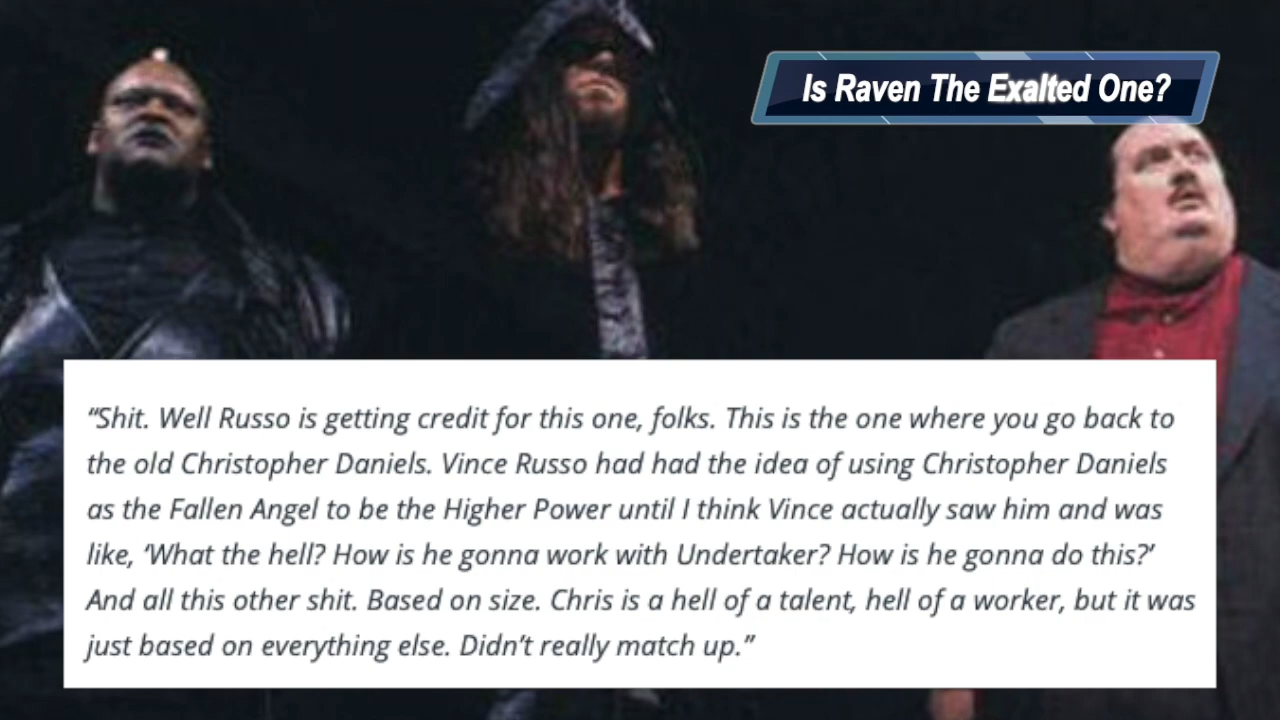 Is Raven The Exalted One?
“Shit. Well Russo is getting credit for this one, folks. This is the one where you go back to
the old Christopher Daniels. Vince Russo had had the idea of using Christopher Daniels
as the Fallen Angel to be the Higher Power until I think Vince actually saw him and was
like, ‘What the hell? How is he gonna work with Undertaker? How is he gonna do this?’
And all this other shit. Based on size. Chris is a hell of a talent, hell of a worker, but it was
just based on everything else. Didn’t really match up.”